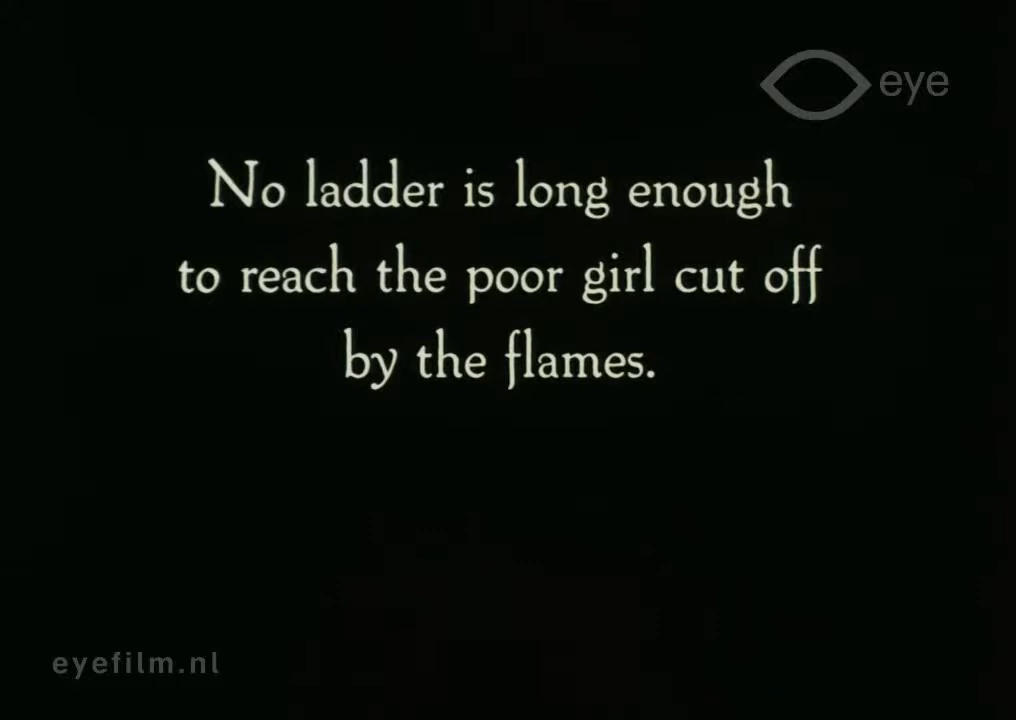 eye
No ladder is long enough
to reach the poor girl cut off
by the flames.
eyefilm.nl